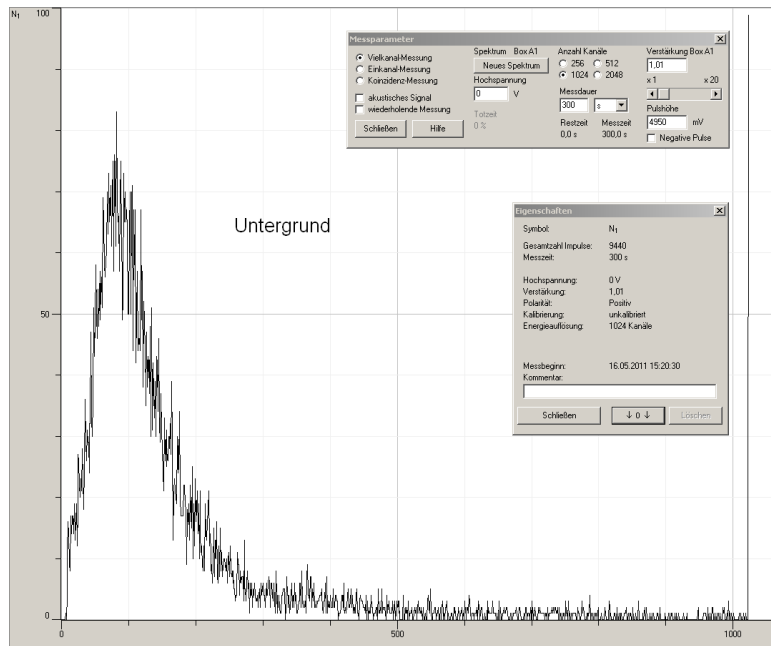 N1
100
50
0
0
500
1000
Untergrund
Messparameter
Vielkanal-Messung
Einkanal-Messung
Koinzidenz-Messung
akustisches Signal
wiederholende Messung
Schließen
Hilfe
Spektrum Box A1
Neues Spektrum
Hochspannung
0 V
Totzeit
0 %
Anzahl Kanäle
256 512
1024 2048
Messdauer
300 s
Restzeit Messzeit
0,0 s 300,0 s
Verstärkung Box A1
1,01
x 1 x 20
Pulshöhe
4950 mV
Negative Pulse
Eigenschaften
Symbol: N1
Gesamtzahl Impulse: 9440
Messzeit: 300 s
Hochspannung: 0 V
Verstärkung: 1,01
Polarität: Positiv
Kalibrierung: unkalibriert
Energieauflösung: 1024 Kanäle
Messbeginn: 16.05.2011 15:20:30
Kommentar:
Schließen
↓ 0 ↓
Löschen